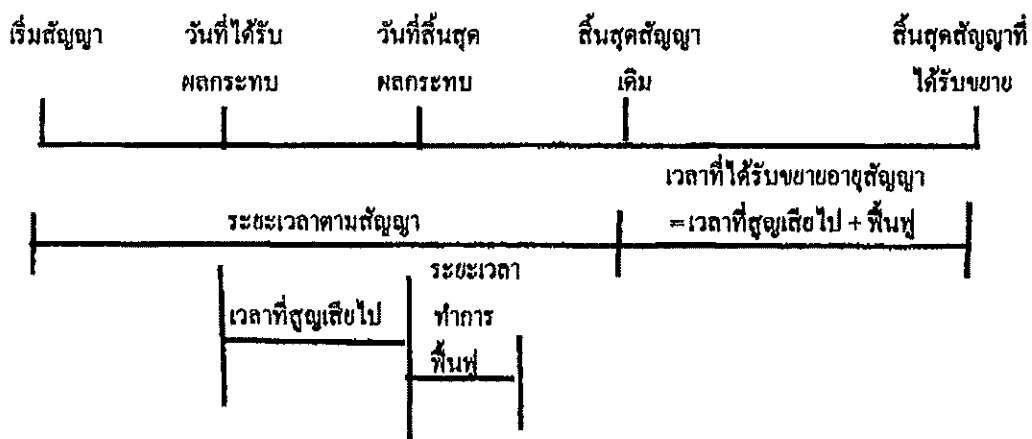 เริ่มสัญญา วันที่ได้รับ วันที่สิ้นสุด สิ้นสุดสัญญา สิ้นสุดสัญญาที่
ผลกระทบ ผลกระทบ เดิม ได้รับขยาย
เวลาที่ได้รับขยายอายุสัญญา
ระยะเวลาตามสัญญา =เวลาที่สูญเสียไป + ฟื้นฟู
ระยะเวลา
เวลาที่สูญเสียไป ทำการ
ฟื้นฟู